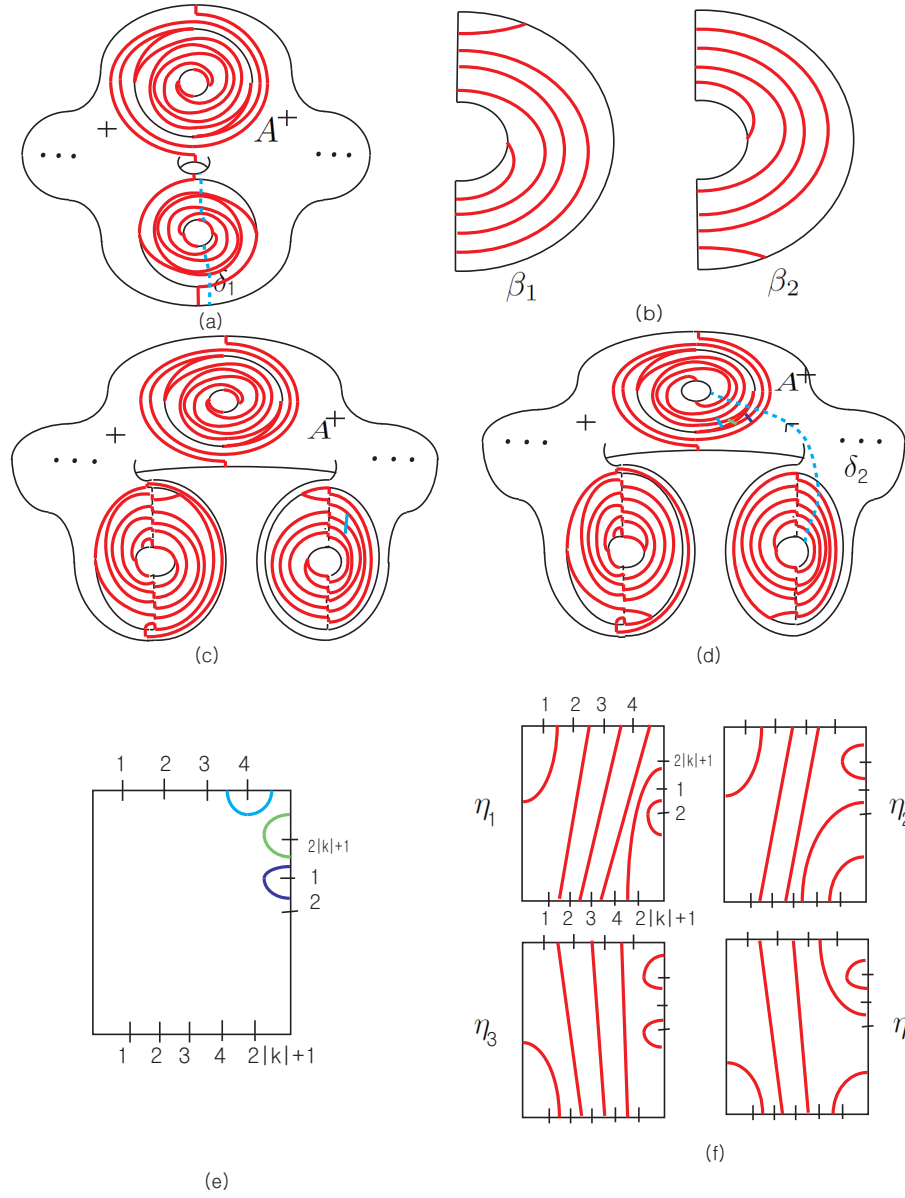 + A⁺
··· ···
δ₁
(a)
β₁ β₂
(b)
+ A⁺
··· ···
(c)
+ A⁺
··· ···
δ₂
(d)
1 2 3 4
2|k|+1
1
2
1 2 3 4 2|k|+1
(e)
1 2 3 4
2|k|+1
1
2
η₁ η₂
1 2 3 4 2|k|+1
η₃ η
(f)